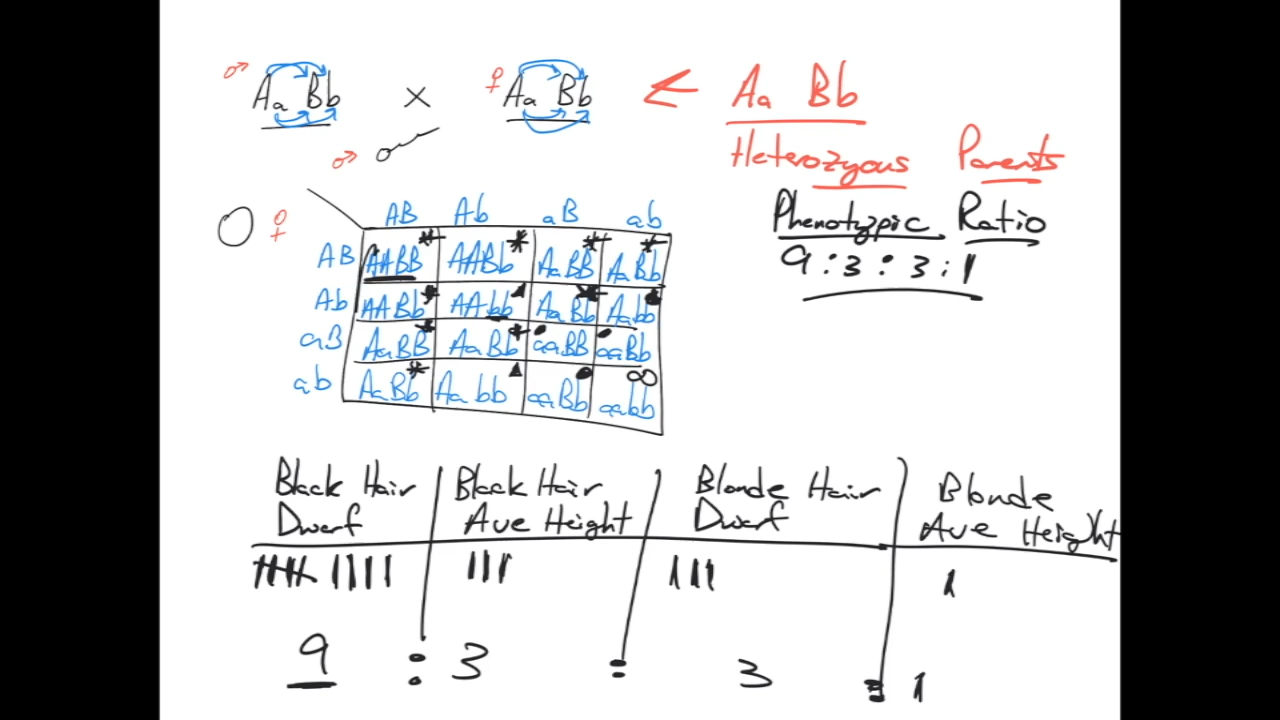 ♂ Aa Bb × ♀ Aa Bb ← Aa Bb
Heterozyous Parents
♂
Phenotypic Ratio
9 : 3 : 3 : 1
♀
AB Ab aB ab
AB AABB AABb AaBB AaBb
Ab AABb AAbb AaBb Aabb
aB AaBB AaBb aaBB aaBb
ab AaBb Aabb aaBb aabb
Black Hair Dwarf
Black Hair Ave Height
Blonde Hair Dwarf
Blonde Ave Height
9 : 3 : 3 : 1